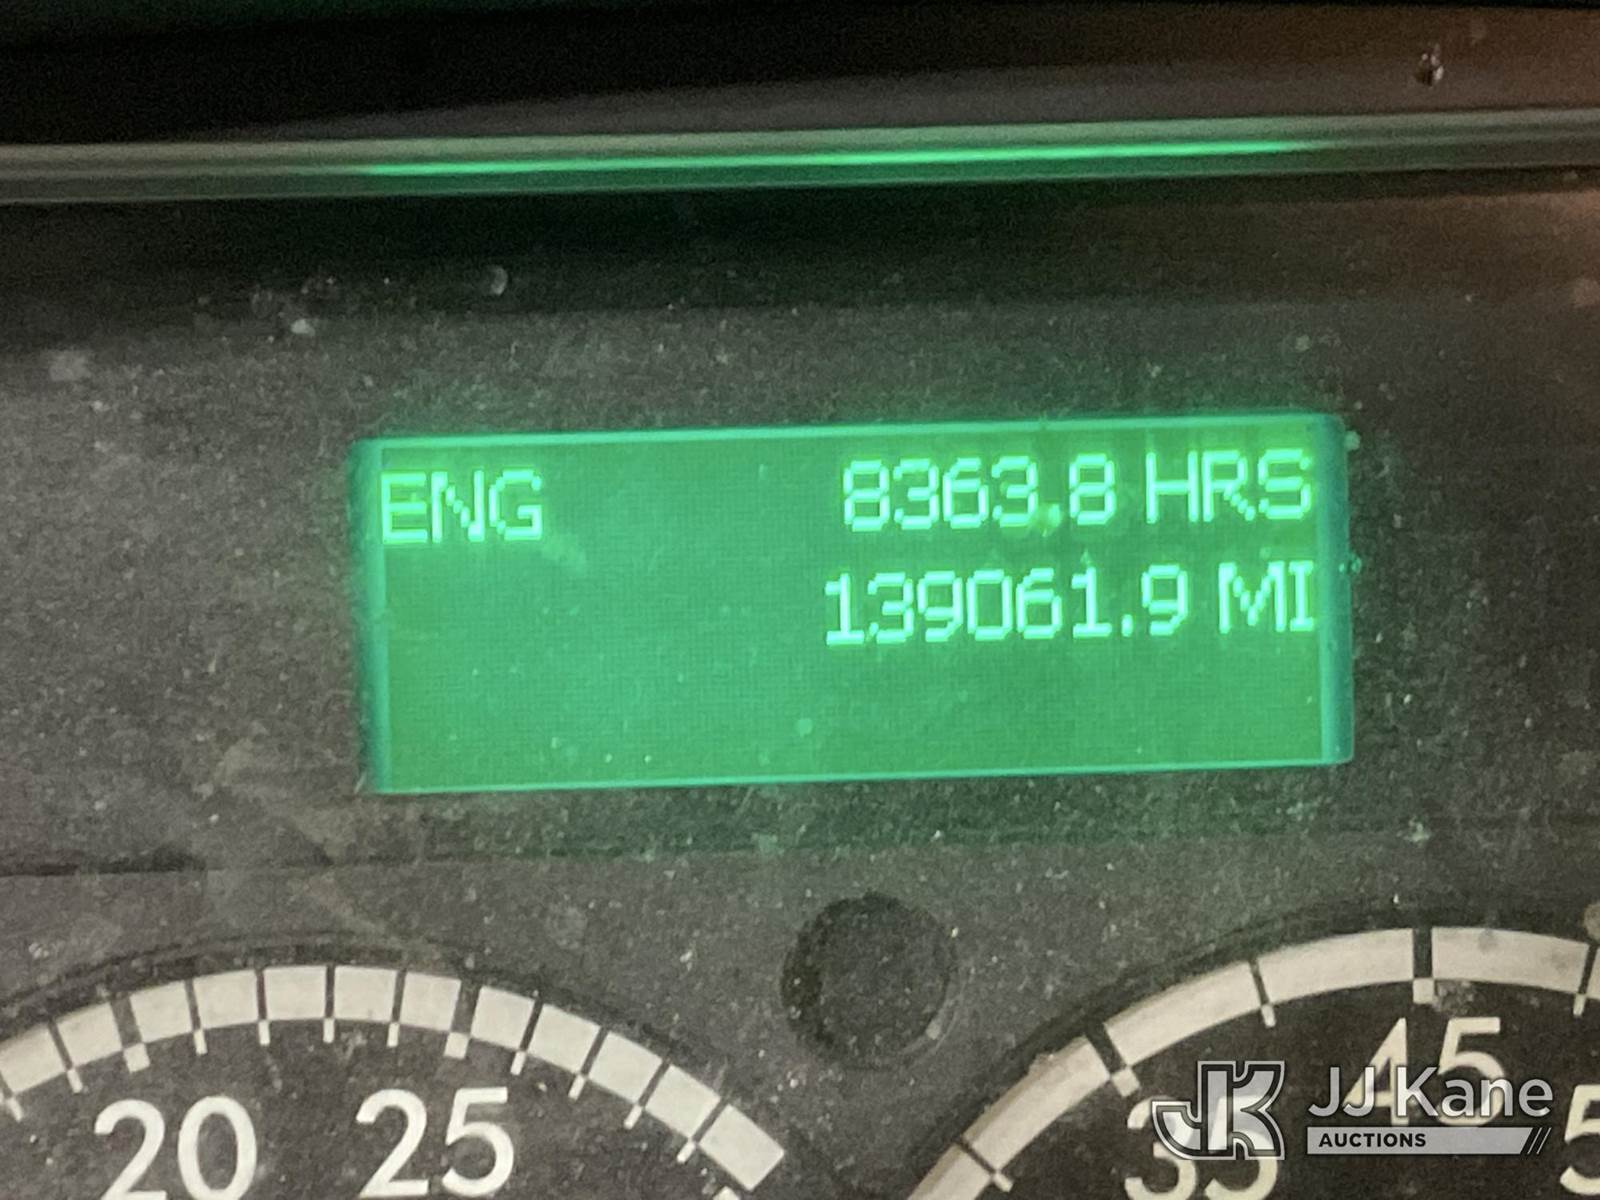 ENG 8363.8 HRS
139061.9 MI
20 25
35 45
JJ Kane
AUCTIONS